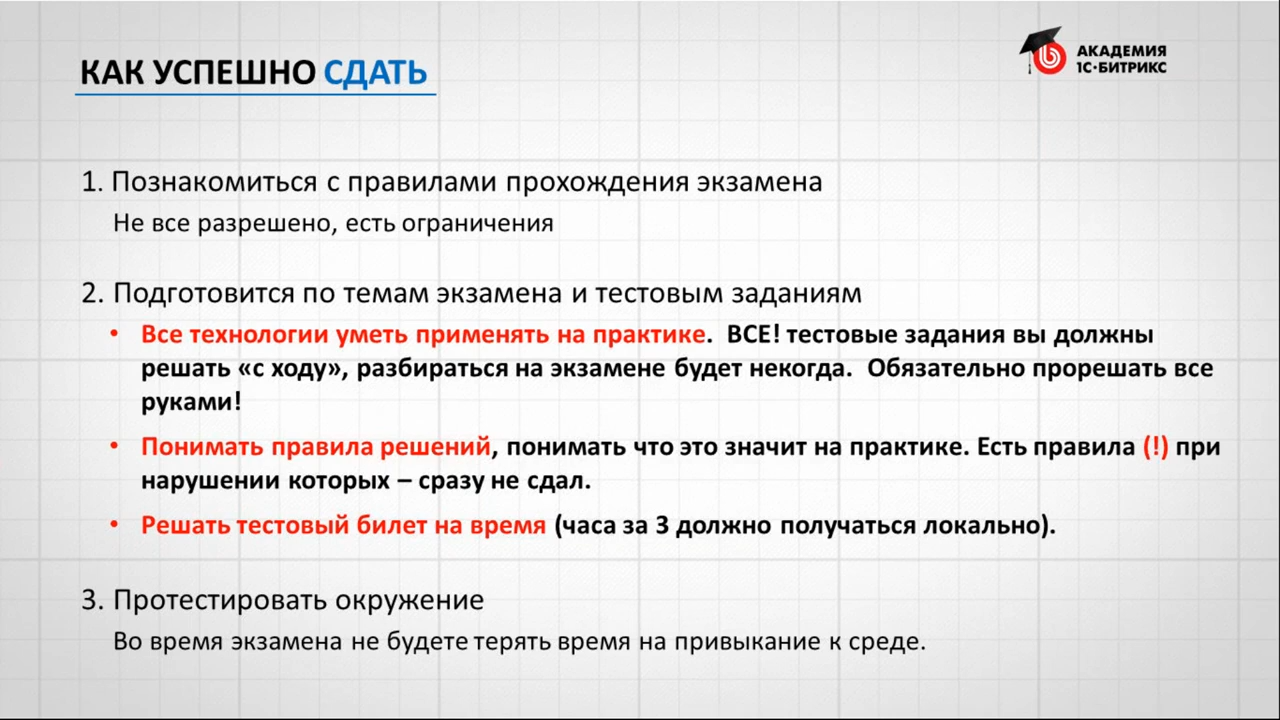 КАК УСПЕШНО СДАТЬ
АКАДЕМИЯ
1С-БИТРИКС
1. Познакомиться с правилами прохождения экзамена
Не все разрешено, есть ограничения
2. Подготовится по темам экзамена и тестовым заданиям
• Все технологии уметь применять на практике. ВСЕ! тестовые задания вы должны
решать «с ходу», разбираться на экзамене будет некогда. Обязательно прорешать все
руками!
• Понимать правила решений, понимать что это значит на практике. Есть правила (!) при
нарушении которых – сразу не сдал.
• Решать тестовый билет на время (часа за 3 должно получаться локально).
3. Протестировать окружение
Во время экзамена не будете терять время на привыкание к среде.